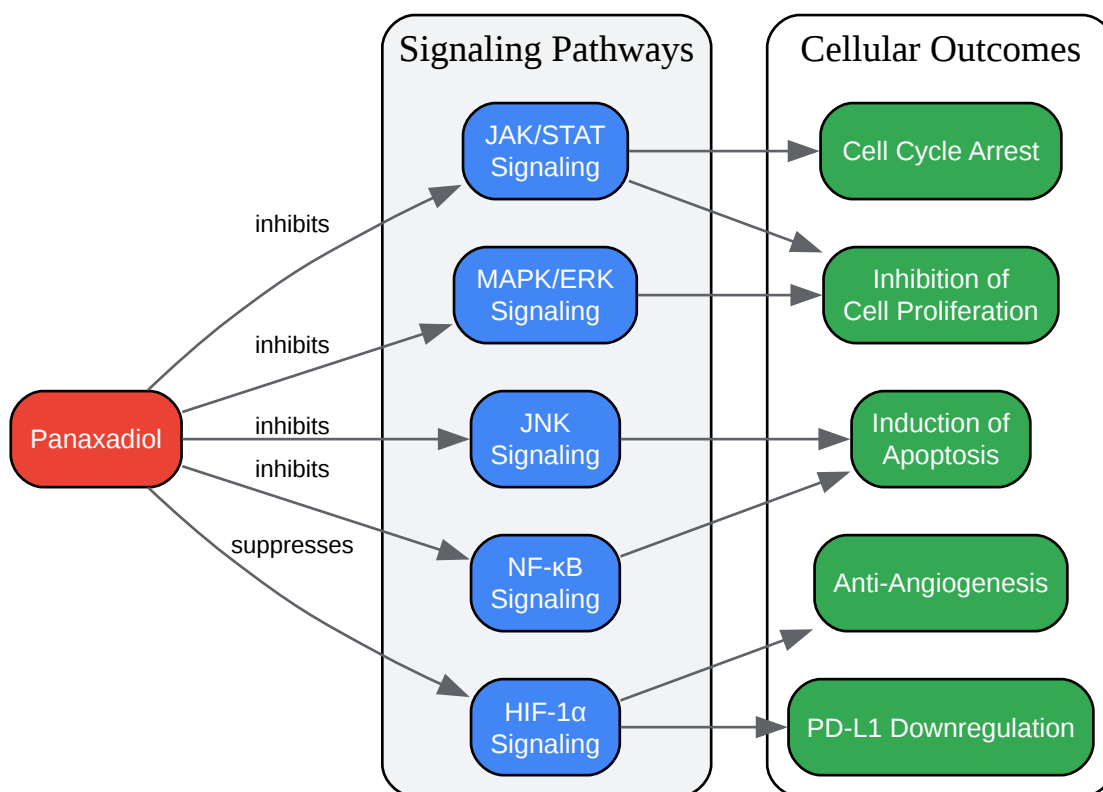 Signaling Pathways
Cellular Outcomes
JAK/STAT
Signaling
Cell Cycle Arrest
inhibits
MAPK/ERK
Signaling
Inhibition of
Cell Proliferation
inhibits
Panaxadiol
inhibits
JNK
Signaling
Induction of
Apoptosis
inhibits
suppresses
NF-κB
Signaling
Anti-Angiogenesis
HIF-1α
Signaling
PD-L1 Downregulation